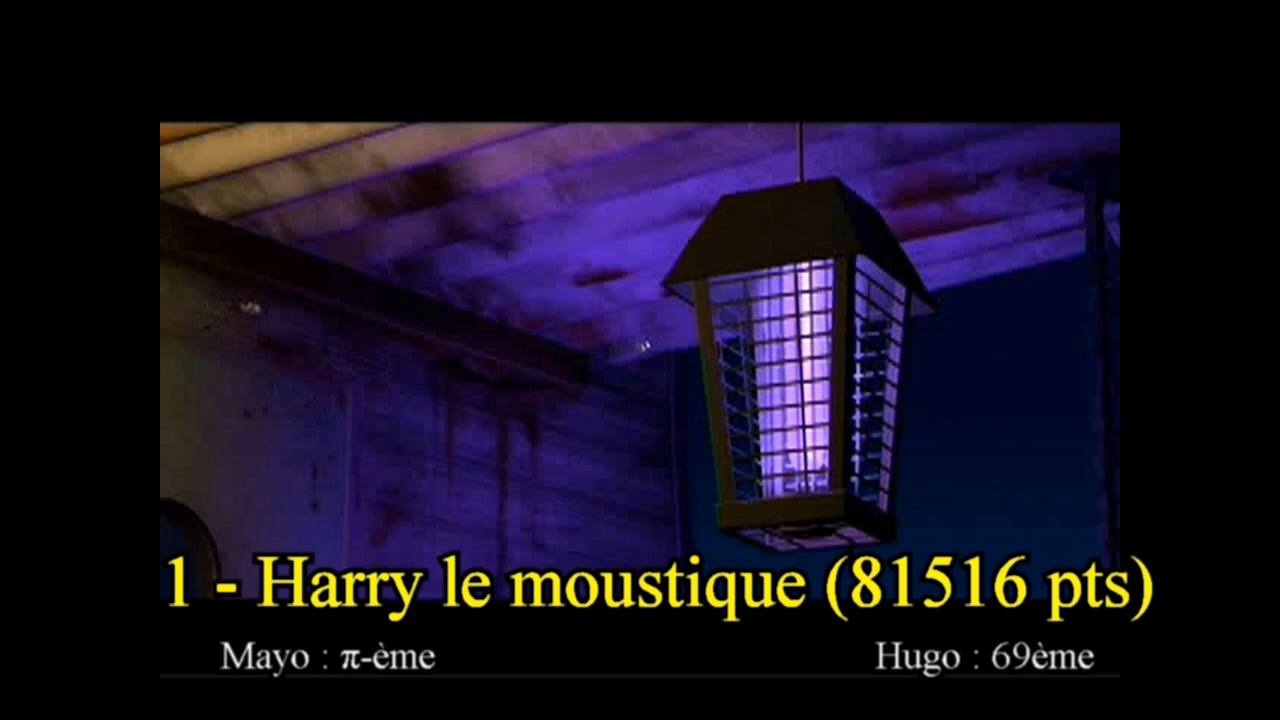 1 - Harry le moustique (81516 pts)
Mayo : π-ème
Hugo : 69ème